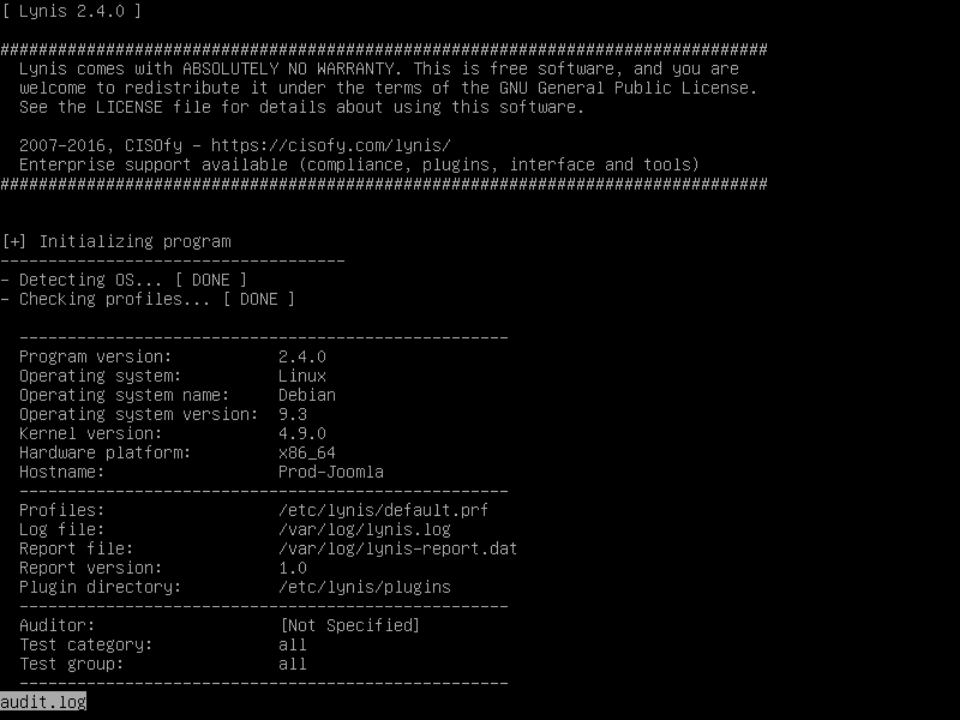 [ Lynis 2.4.0 ]
################################################################################
Lynis comes with ABSOLUTELY NO WARRANTY. This is free software, and you are
welcome to redistribute it under the terms of the GNU General Public License.
See the LICENSE file for details about using this software.
2007-2016, CISOfy - https://cisofy.com/lynis/
Enterprise support available (compliance, plugins, interface and tools)
################################################################################
[+] Initializing program
------------------------------------
- Detecting OS... [ DONE ]
- Checking profiles... [ DONE ]
---------------------------------------------------
Program version: 2.4.0
Operating system: Linux
Operating system name: Debian
Operating system version: 9.3
Kernel version: 4.9.0
Hardware platform: x86_64
Hostname: Prod-Joomla
---------------------------------------------------
Profiles: /etc/lynis/default.prf
Log file: /var/log/lynis.log
Report file: /var/log/lynis-report.dat
Report version: 1.0
Plugin directory: /etc/lynis/plugins
---------------------------------------------------
Auditor: [Not Specified]
Test category: all
Test group: all
---------------------------------------------------
audit.log